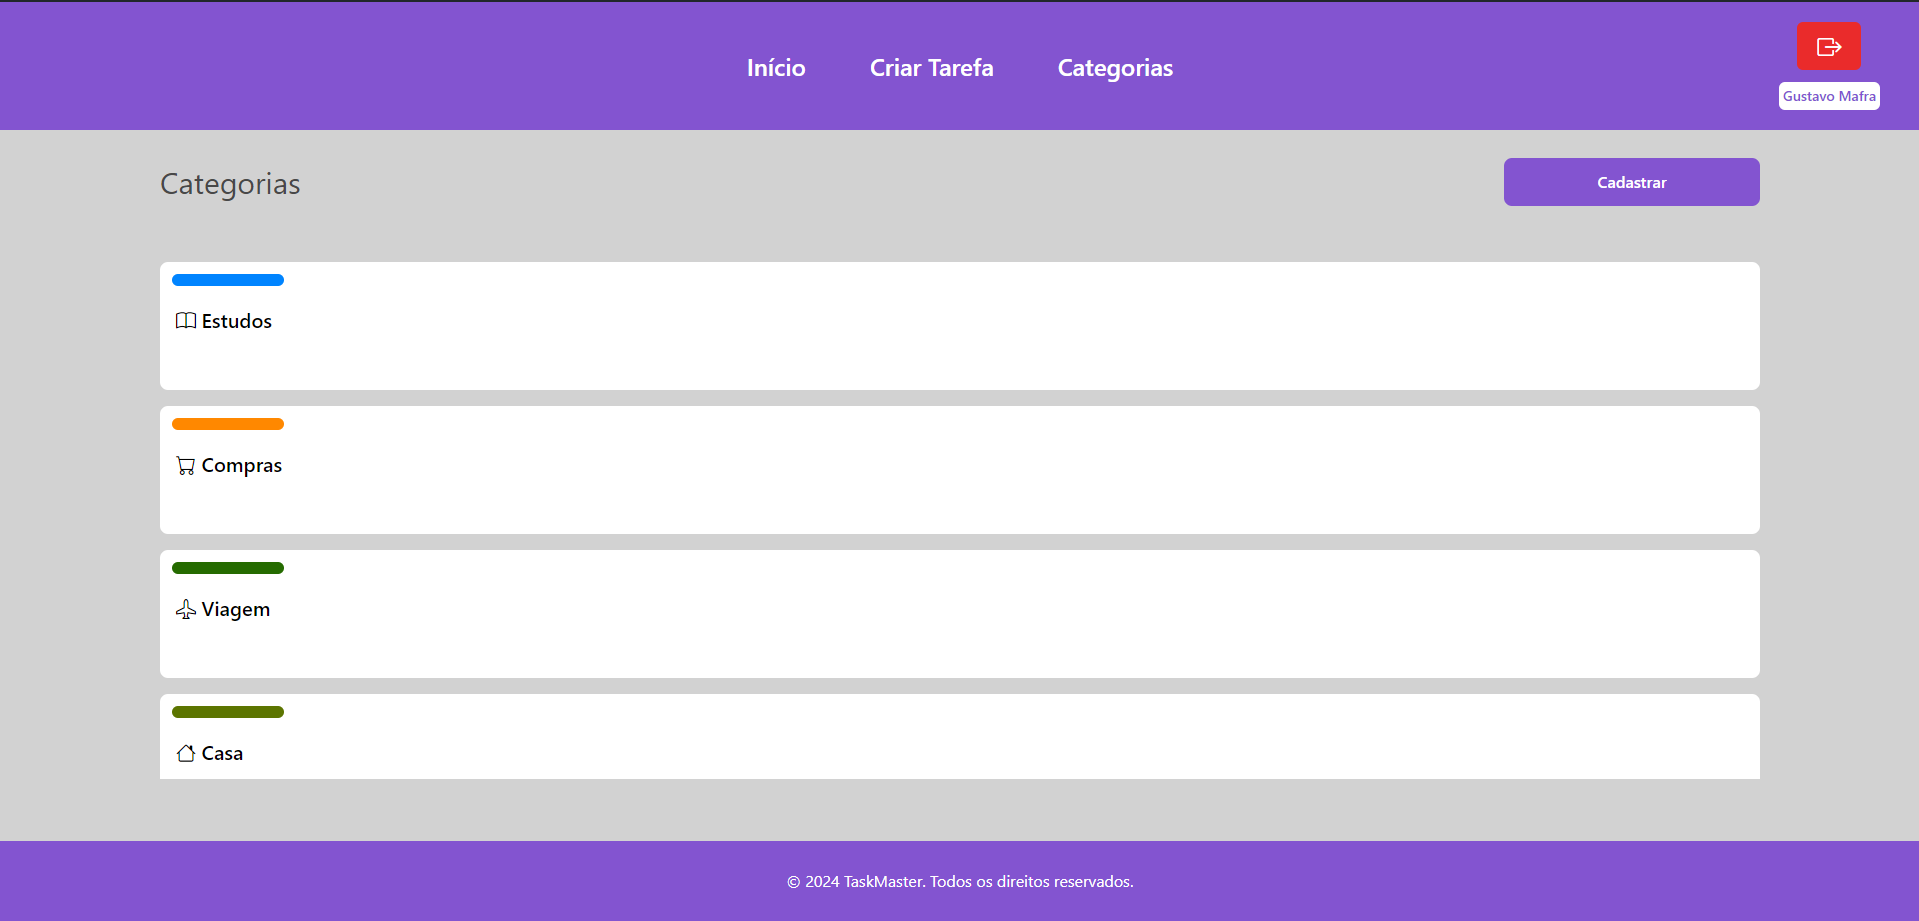 Início Criar Tarefa Categorias
Gustavo Mafra
Categorias
Cadastrar
Estudos
Compras
Viagem
Casa
© 2024 TaskMaster. Todos os direitos reservados.